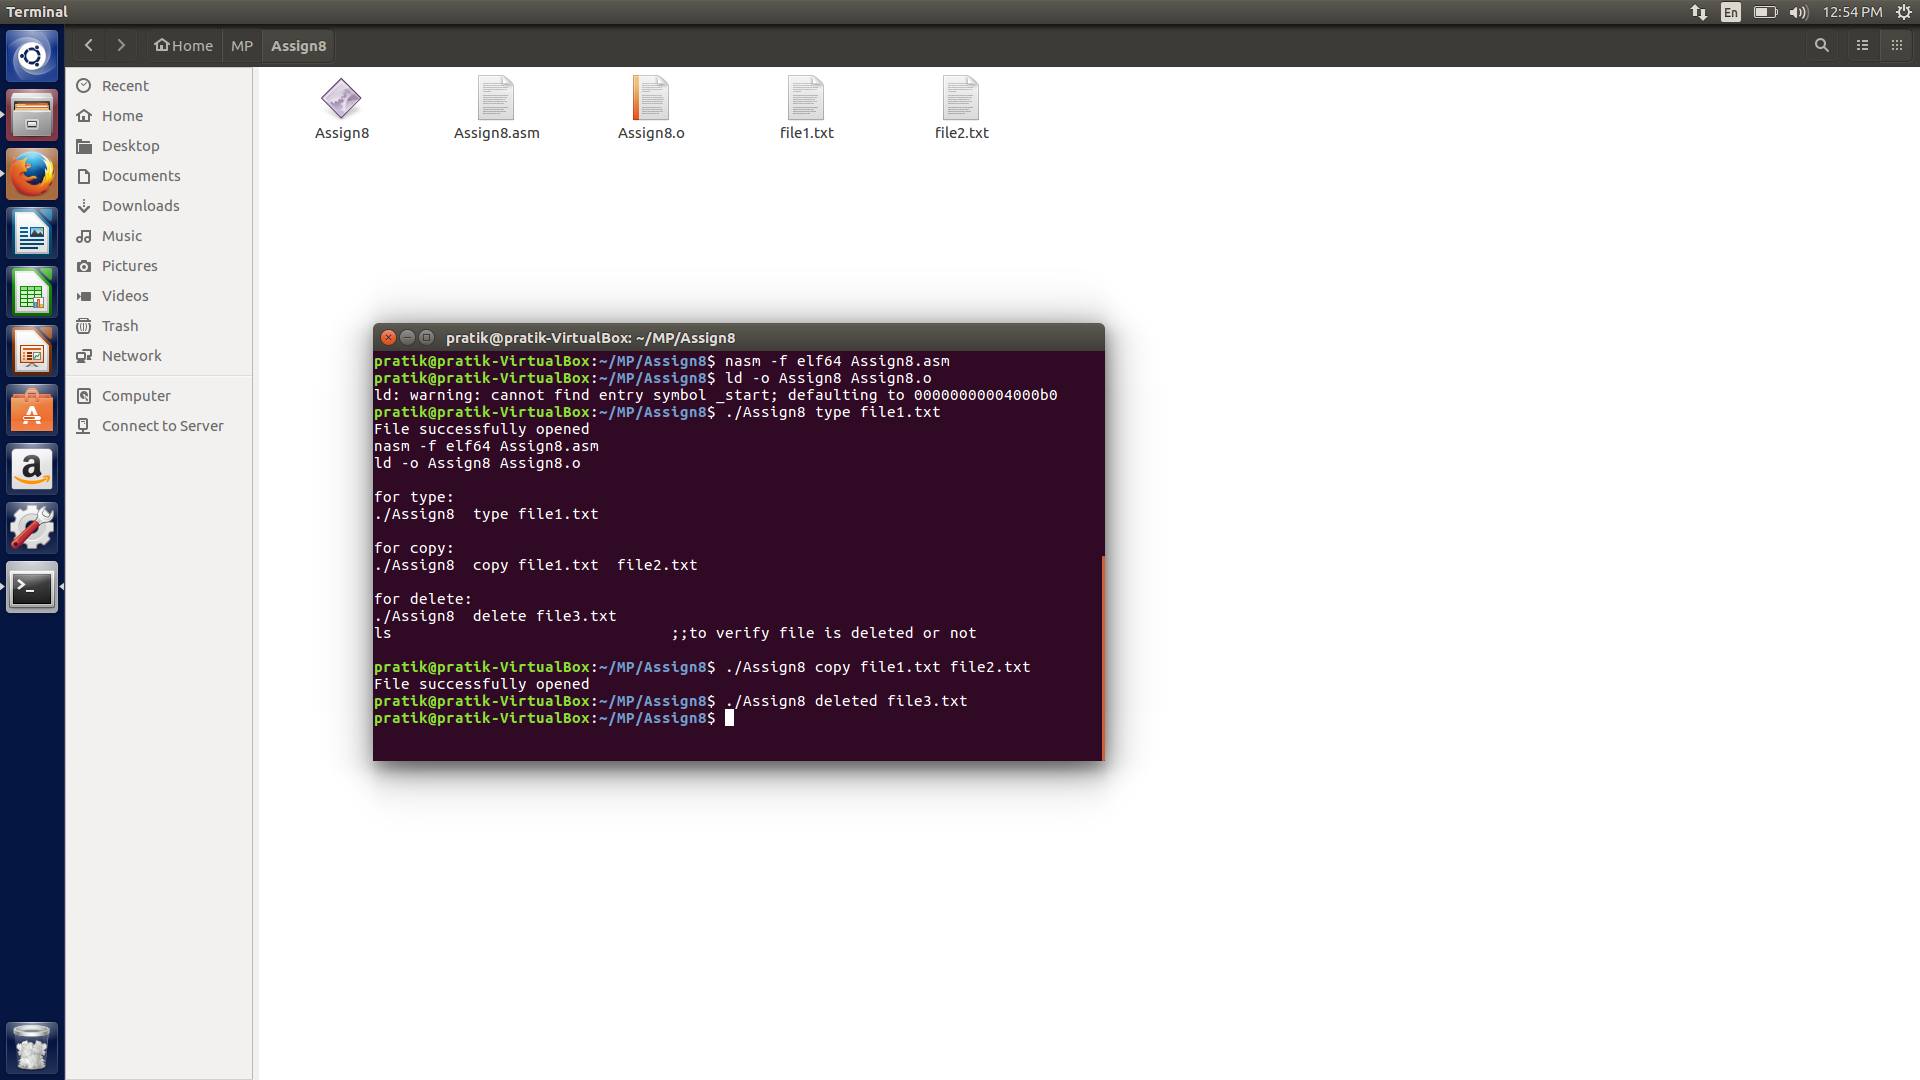 Terminal
En
12:54 PM
Home
MP
Assign8
Recent
Home
Desktop
Documents
Downloads
Music
Pictures
Videos
Trash
Network
Computer
Connect to Server
Assign8
Assign8.asm
Assign8.o
file1.txt
file2.txt
pratik@pratik-VirtualBox: ~/MP/Assign8
pratik@pratik-VirtualBox:~/MP/Assign8$ nasm -f elf64 Assign8.asm
pratik@pratik-VirtualBox:~/MP/Assign8$ ld -o Assign8 Assign8.o
ld: warning: cannot find entry symbol _start; defaulting to 00000000004000b0
pratik@pratik-VirtualBox:~/MP/Assign8$ ./Assign8 type file1.txt
File successfully opened
nasm -f elf64 Assign8.asm
ld -o Assign8 Assign8.o
for type:
./Assign8  type file1.txt
for copy:
./Assign8  copy file1.txt  file2.txt
for delete:
./Assign8  delete file3.txt
ls                               ;;to verify file is deleted or not
pratik@pratik-VirtualBox:~/MP/Assign8$ ./Assign8 copy file1.txt file2.txt
File successfully opened
pratik@pratik-VirtualBox:~/MP/Assign8$ ./Assign8 deleted file3.txt
pratik@pratik-VirtualBox:~/MP/Assign8$